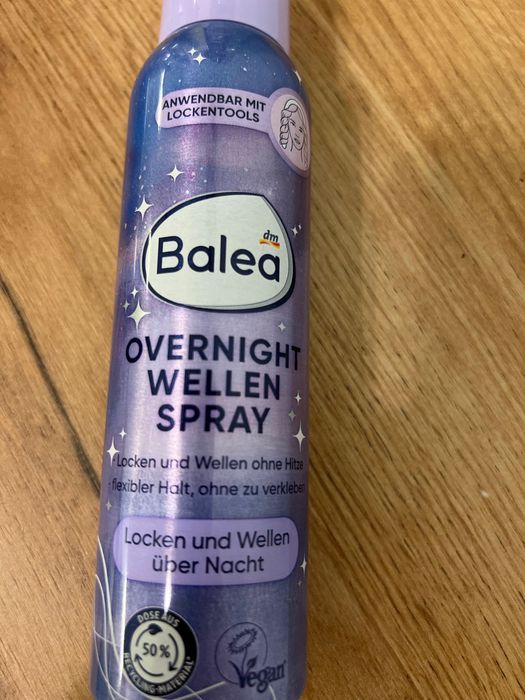 ANWENDBAR MIT
LOCKENTOOLS
dm
Balea
OVERNIGHT
WELLEN
SPRAY
- Locken und Wellen ohne Hitze
- flexibler Halt, ohne zu verkleben
Locken und Wellen
über Nacht
DOSE AUS
50 %
RECYCLING-MATERIAL*
Vegan